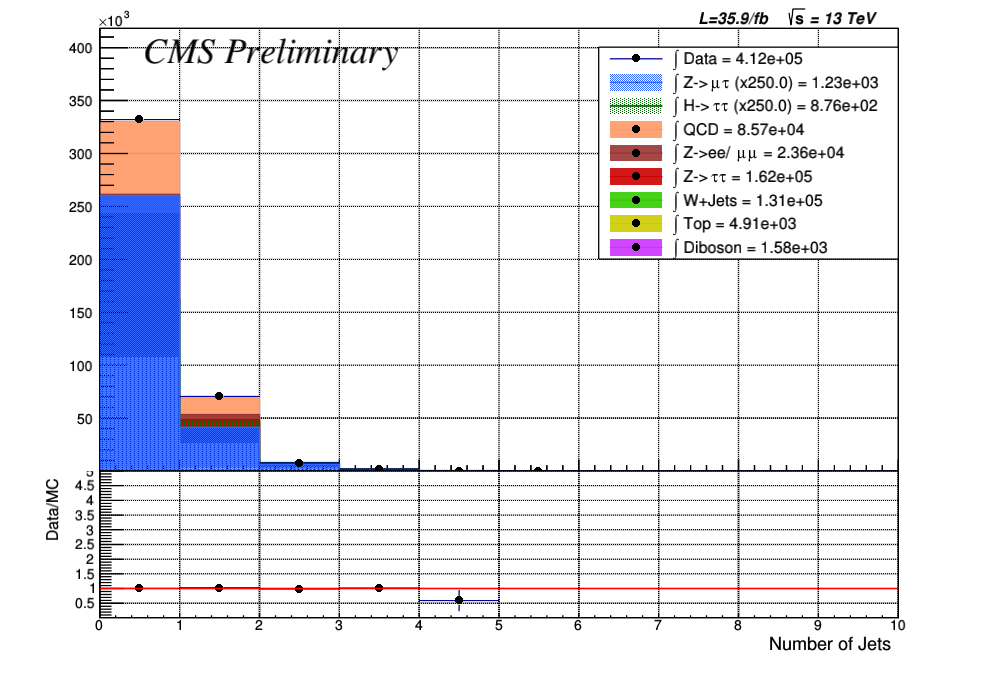 ×10³
L=35.9/fb √s = 13 TeV
CMS Preliminary
400
350
300
250
200
150
100
50
∫ Data = 4.12e+05
∫ Z->μτ (x250.0) = 1.23e+03
∫ H->ττ (x250.0) = 8.76e+02
∫ QCD = 8.57e+04
∫ Z->ee/ μμ = 2.36e+04
∫ Z->ττ = 1.62e+05
∫ W+Jets = 1.31e+05
∫ Top = 4.91e+03
∫ Diboson = 1.58e+03
Data/MC
5
4.5
4
3.5
3
2.5
2
1.5
1
0.5
0 1 2 3 4 5 6 7 8 9 10
Number of Jets